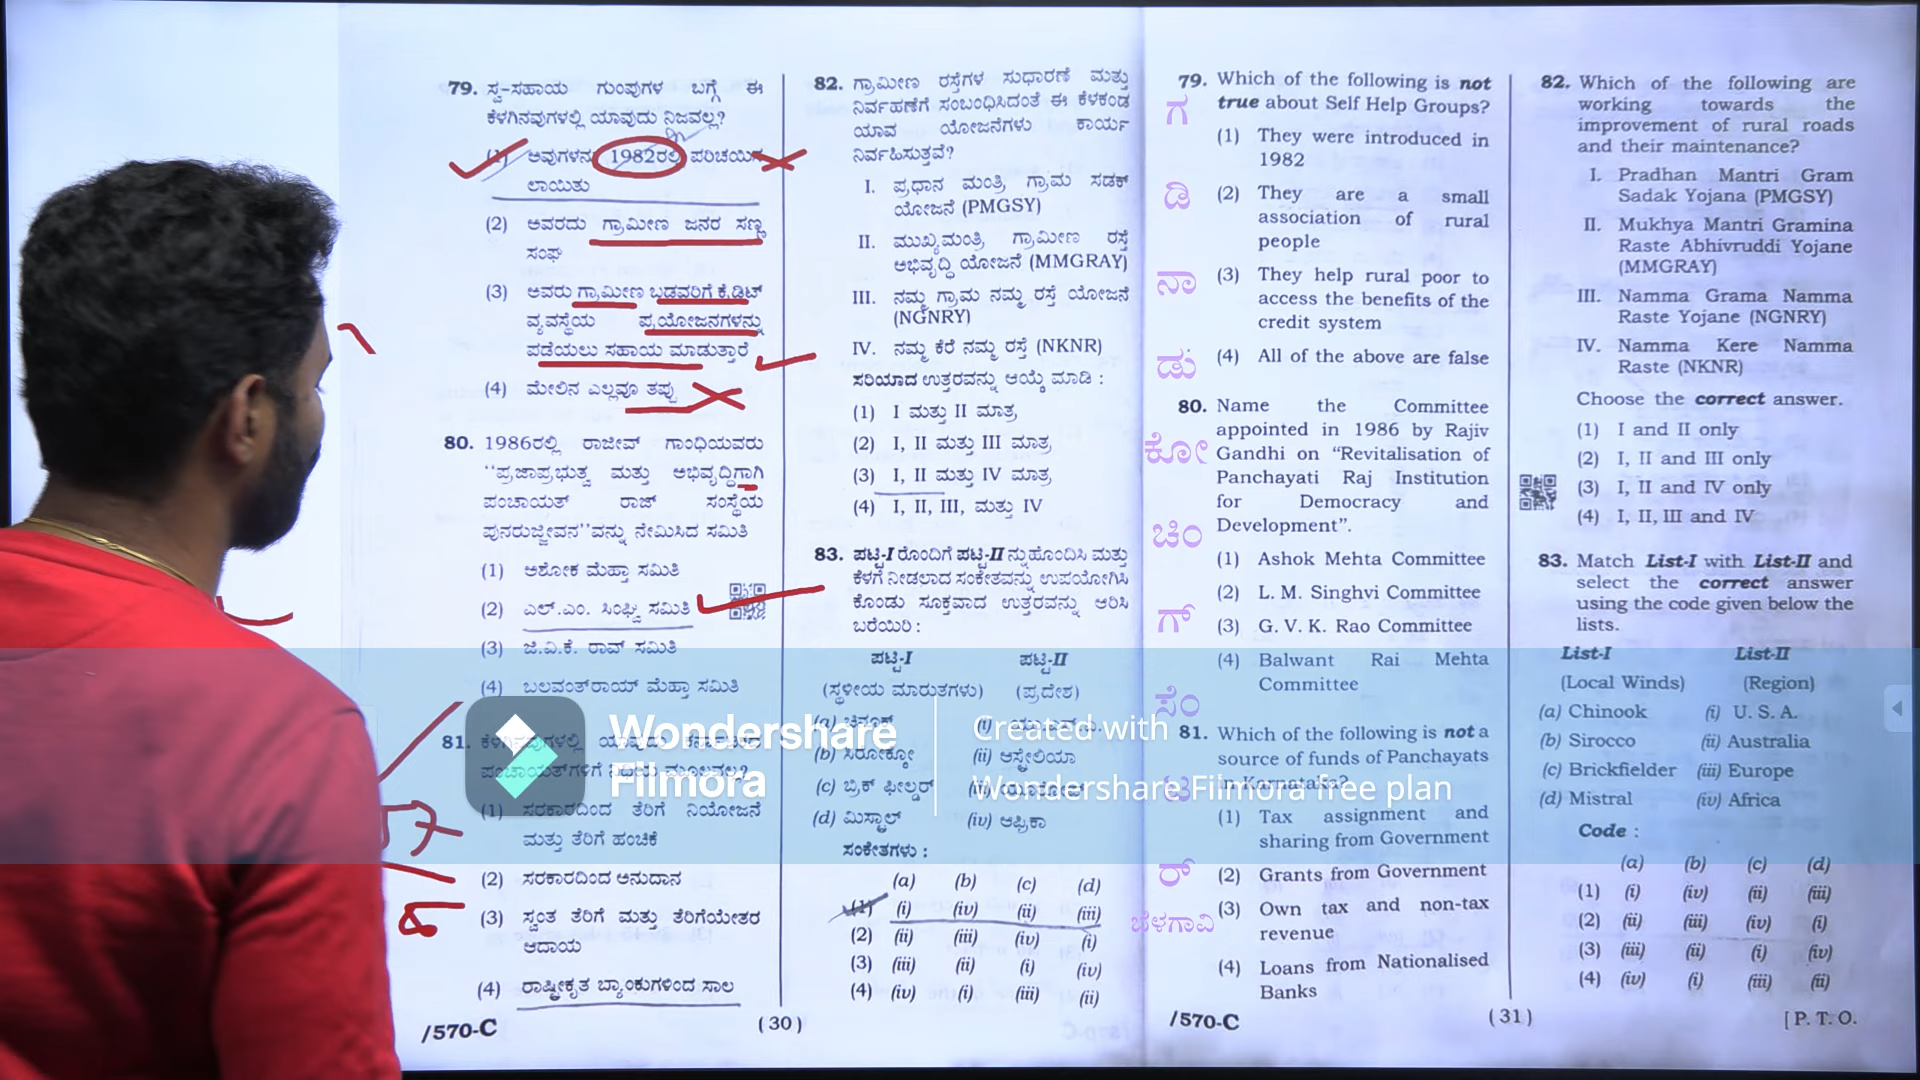 79. ಸ್ವ-ಸಹಾಯ ಗುಂಪುಗಳ ಬಗ್ಗೆ ಈ
ಕೆಳಗಿನವುಗಳಲ್ಲಿ ಯಾವುದು ನಿಜವಲ್ಲ?
(1) ಅವುಗಳನ್ನು 1982ರಲ್ಲಿ ಪರಿಚಯಿಸ
ಲಾಯಿತು
(2) ಅವರದು ಗ್ರಾಮೀಣ ಜನರ ಸಣ್ಣ
ಸಂಘ
(3) ಅವರು ಗ್ರಾಮೀಣ ಬಡವರಿಗೆ ಕ್ರೆಡಿಟ್
ವ್ಯವಸ್ಥೆಯ ಪ್ರಯೋಜನಗಳನ್ನು
ಪಡೆಯಲು ಸಹಾಯ ಮಾಡುತ್ತಾರೆ
(4) ಮೇಲಿನ ಎಲ್ಲವೂ ತಪ್ಪು
80. 1986ರಲ್ಲಿ ರಾಜೀವ್ ಗಾಂಧಿಯವರು
"ಪ್ರಜಾಪ್ರಭುತ್ವ ಮತ್ತು ಅಭಿವೃದ್ಧಿಗಾಗಿ
ಪಂಚಾಯತ್ ರಾಜ್ ಸಂಸ್ಥೆಯ
ಪುನರುಜ್ಜೀವನ"ವನ್ನು ನೇಮಿಸಿದ ಸಮಿತಿ
(1) ಅಶೋಕ ಮೆಹ್ತಾ ಸಮಿತಿ
(2) ಎಲ್.ಎಂ. ಸಿಂಘ್ವಿ ಸಮಿತಿ
(3) ಜಿ.ವಿ.ಕೆ. ರಾವ್ ಸಮಿತಿ
(4) ಬಲವಂತ್‌ರಾಯ್ ಮೆಹ್ತಾ ಸಮಿತಿ
81. ಕೆಳಗಿನವುಗಳಲ್ಲಿ ಯಾವುದು
ಪಂಚಾಯತ್‌ಗಳಿಗೆ ನಿಧಿಯ ಮೂಲವಲ್ಲ?
(1) ಸರಕಾರದಿಂದ ತೆರಿಗೆ ನಿಯೋಜನೆ
ಮತ್ತು ತೆರಿಗೆ ಹಂಚಿಕೆ
(2) ಸರಕಾರದಿಂದ ಅನುದಾನ
(3) ಸ್ವಂತ ತೆರಿಗೆ ಮತ್ತು ತೆರಿಗೆಯೇತರ
ಆದಾಯ
(4) ರಾಷ್ಟ್ರೀಕೃತ ಬ್ಯಾಂಕುಗಳಿಂದ ಸಾಲ
/570-C
(30)
82. ಗ್ರಾಮೀಣ ರಸ್ತೆಗಳ ಸುಧಾರಣೆ ಮತ್ತು
ನಿರ್ವಹಣೆಗೆ ಸಂಬಂಧಿಸಿದಂತೆ ಈ ಕೆಳಕಂಡ
ಯಾವ ಯೋಜನೆಗಳು ಕಾರ್ಯ
ನಿರ್ವಹಿಸುತ್ತವೆ?
I. ಪ್ರಧಾನ ಮಂತ್ರಿ ಗ್ರಾಮ ಸಡಕ್
ಯೋಜನೆ (PMGSY)
II. ಮುಖ್ಯಮಂತ್ರಿ ಗ್ರಾಮೀಣ ರಸ್ತೆ
ಅಭಿವೃದ್ಧಿ ಯೋಜನೆ (MMGRAY)
III. ನಮ್ಮ ಗ್ರಾಮ ನಮ್ಮ ರಸ್ತೆ ಯೋಜನೆ
(NGNRY)
IV. ನಮ್ಮ ಕೆರೆ ನಮ್ಮ ರಸ್ತೆ (NKNR)
ಸರಿಯಾದ ಉತ್ತರವನ್ನು ಆಯ್ಕೆ ಮಾಡಿ :
(1) I ಮತ್ತು II ಮಾತ್ರ
(2) I, II ಮತ್ತು III ಮಾತ್ರ
(3) I, II ಮತ್ತು IV ಮಾತ್ರ
(4) I, II, III, ಮತ್ತು IV
83. ಪಟ್ಟಿ-I ರೊಂದಿಗೆ ಪಟ್ಟಿ-II ನ್ನು ಹೊಂದಿಸಿ ಮತ್ತು
ಕೆಳಗೆ ನೀಡಲಾದ ಸಂಕೇತವನ್ನು ಉಪಯೋಗಿಸಿ
ಕೊಂಡು ಸೂಕ್ತವಾದ ಉತ್ತರವನ್ನು ಆರಿಸಿ
ಬರೆಯಿರಿ :
ಪಟ್ಟಿ-I ಪಟ್ಟಿ-II
(ಸ್ಥಳೀಯ ಮಾರುತಗಳು) (ಪ್ರದೇಶ)
(a) ಚಿನೂಕ್ (i)
(b) ಸಿರೋಕ್ಕೋ (ii) ಆಸ್ಟ್ರೇಲಿಯಾ
(c) ಬ್ರಿಕ್ ಫೀಲ್ಡರ್ (iii) ಯೂರೋಪ್
(d) ಮಿಸ್ಟ್ರಾಲ್ (iv) ಆಫ್ರಿಕಾ
ಸಂಕೇತಗಳು :
(a) (b) (c) (d)
(1) (i) (iv) (ii) (iii)
(2) (ii) (iii) (iv) (i)
(3) (iii) (ii) (i) (iv)
(4) (iv) (i) (iii) (ii)
Wondershare
Filmora
Created with
Wondershare Filmora free plan
ಗ
ಡಿ
ನಾ
ಡು
ಕೋ
ಚಿಂ
ಗ್
ಸೆಂ
ಟ
ರ್
ಬೆಳಗಾವಿ
79. Which of the following is not
true about Self Help Groups?
(1) They were introduced in
1982
(2) They are a small
association of rural
people
(3) They help rural poor to
access the benefits of the
credit system
(4) All of the above are false
80. Name the Committee
appointed in 1986 by Rajiv
Gandhi on "Revitalisation of
Panchayati Raj Institution
for Democracy and
Development".
(1) Ashok Mehta Committee
(2) L. M. Singhvi Committee
(3) G. V. K. Rao Committee
(4) Balwant Rai Mehta
Committee
81. Which of the following is not a
source of funds of Panchayats
in Karnataka?
(1) Tax assignment and
sharing from Government
(2) Grants from Government
(3) Own tax and non-tax
revenue
(4) Loans from Nationalised
Banks
/570-C
(31)
82. Which of the following are
working towards the
improvement of rural roads
and their maintenance?
I. Pradhan Mantri Gram
Sadak Yojana (PMGSY)
II. Mukhya Mantri Gramina
Raste Abhivruddi Yojane
(MMGRAY)
III. Namma Grama Namma
Raste Yojane (NGNRY)
IV. Namma Kere Namma
Raste (NKNR)
Choose the correct answer.
(1) I and II only
(2) I, II and III only
(3) I, II and IV only
(4) I, II, III and IV
83. Match List-I with List-II and
select the correct answer
using the code given below the
lists.
List-I List-II
(Local Winds) (Region)
(a) Chinook (i) U. S. A.
(b) Sirocco (ii) Australia
(c) Brickfielder (iii) Europe
(d) Mistral (iv) Africa
Code :
(a) (b) (c) (d)
(1) (i) (iv) (ii) (iii)
(2) (ii) (iii) (iv) (i)
(3) (iii) (ii) (i) (iv)
(4) (iv) (i) (iii) (ii)
[ P. T. O.